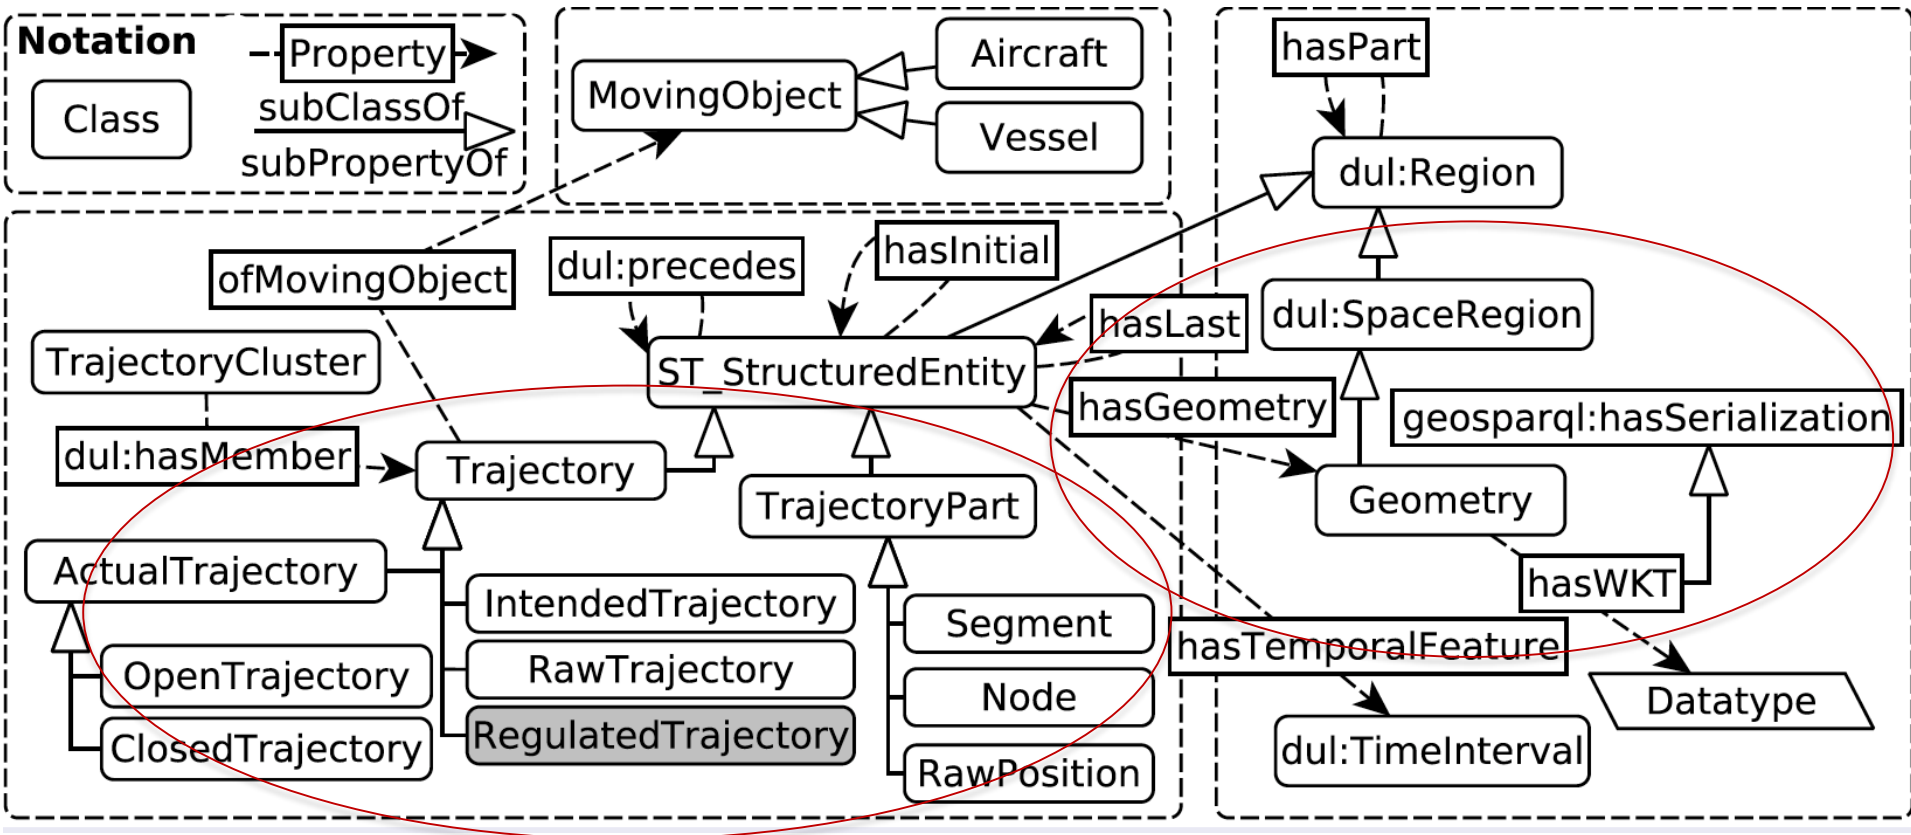 Notation
Property
Class
subClassOf
subPropertyOf
MovingObject
Aircraft
Vessel
hasPart
dul:Region
ofMovingObject
dul:precedes
hasInitial
hasLast
dul:SpaceRegion
TrajectoryCluster
ST_StructuredEntity
hasGeometry
geosparql:hasSerialization
dul:hasMember
Trajectory
TrajectoryPart
Geometry
ActualTrajectory
IntendedTrajectory
Segment
hasWKT
OpenTrajectory
RawTrajectory
Node
hasTemporalFeature
Datatype
ClosedTrajectory
RegulatedTrajectory
RawPosition
dul:TimeInterval